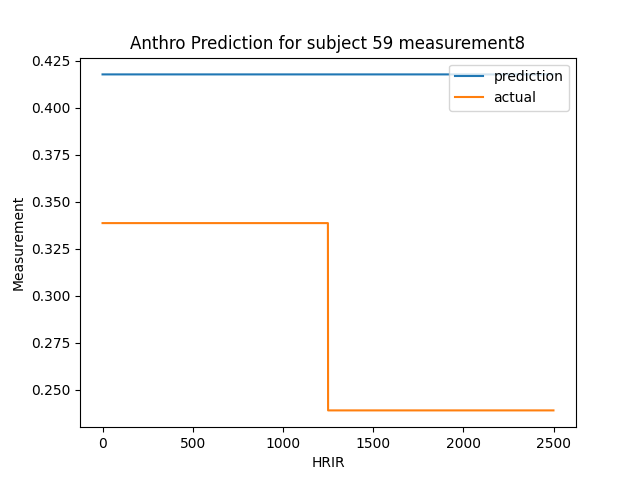 Anthro Prediction for subject 59 measurement8
0.425
0.400
0.375
0.350
0.325
0.300
0.275
0.250
Measurement
prediction
actual
0 500 1000 1500 2000 2500
HRIR